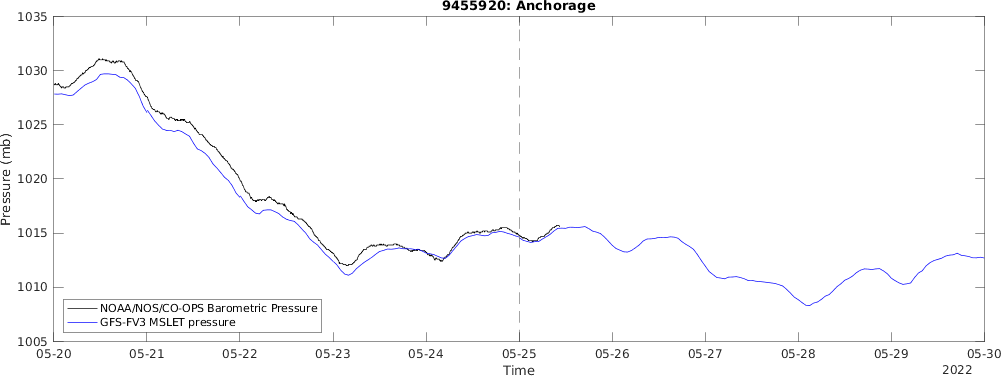 9455920: Anchorage
1035
1030
1025
1020
1015
1010
1005
Pressure (mb)
NOAA/NOS/CO-OPS Barometric Pressure
GFS-FV3 MSLET pressure
05-20 05-21 05-22 05-23 05-24 05-25 05-26 05-27 05-28 05-29 05-30
Time
2022